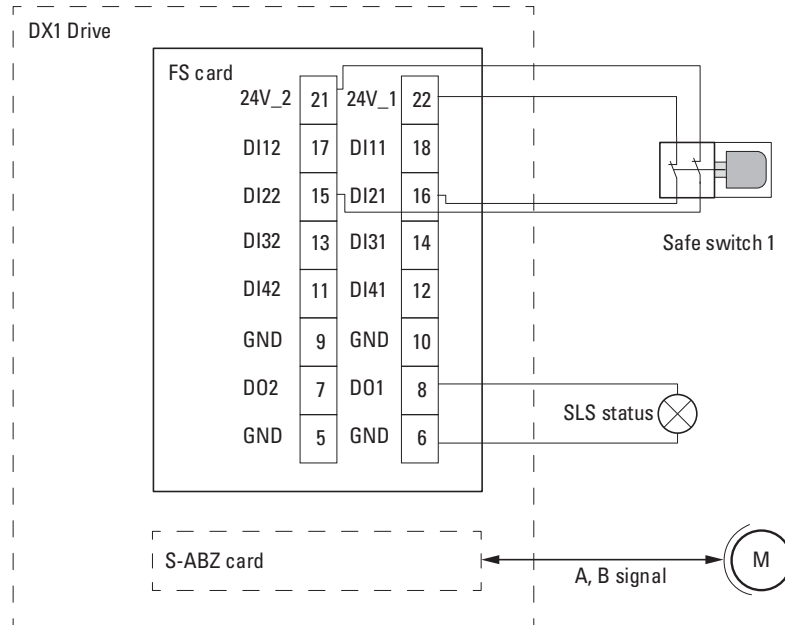 DX1 Drive
FS card
24V_2 21 24V_1 22
DI12 17 DI11 18
DI22 15 DI21 16
Safe switch 1
DI32 13 DI31 14
DI42 11 DI41 12
GND 9 GND 10
DO2 7 DO1 8
SLS status
GND 5 GND 6
S-ABZ card
A, B signal
M